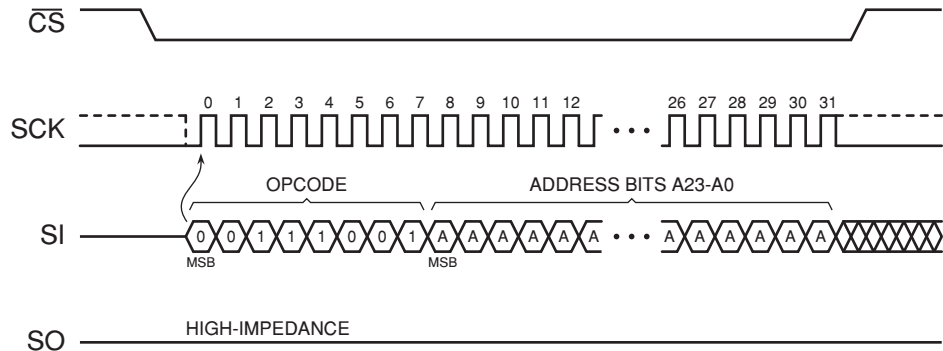 CS
0 1 2 3 4 5 6 7 8 9 10 11 12 26 27 28 29 30 31
SCK
OPCODE ADDRESS BITS A23-A0
SI 0 0 1 1 1 0 0 1 A A A A A A A A A A A A
MSB MSB
HIGH-IMPEDANCE
SO